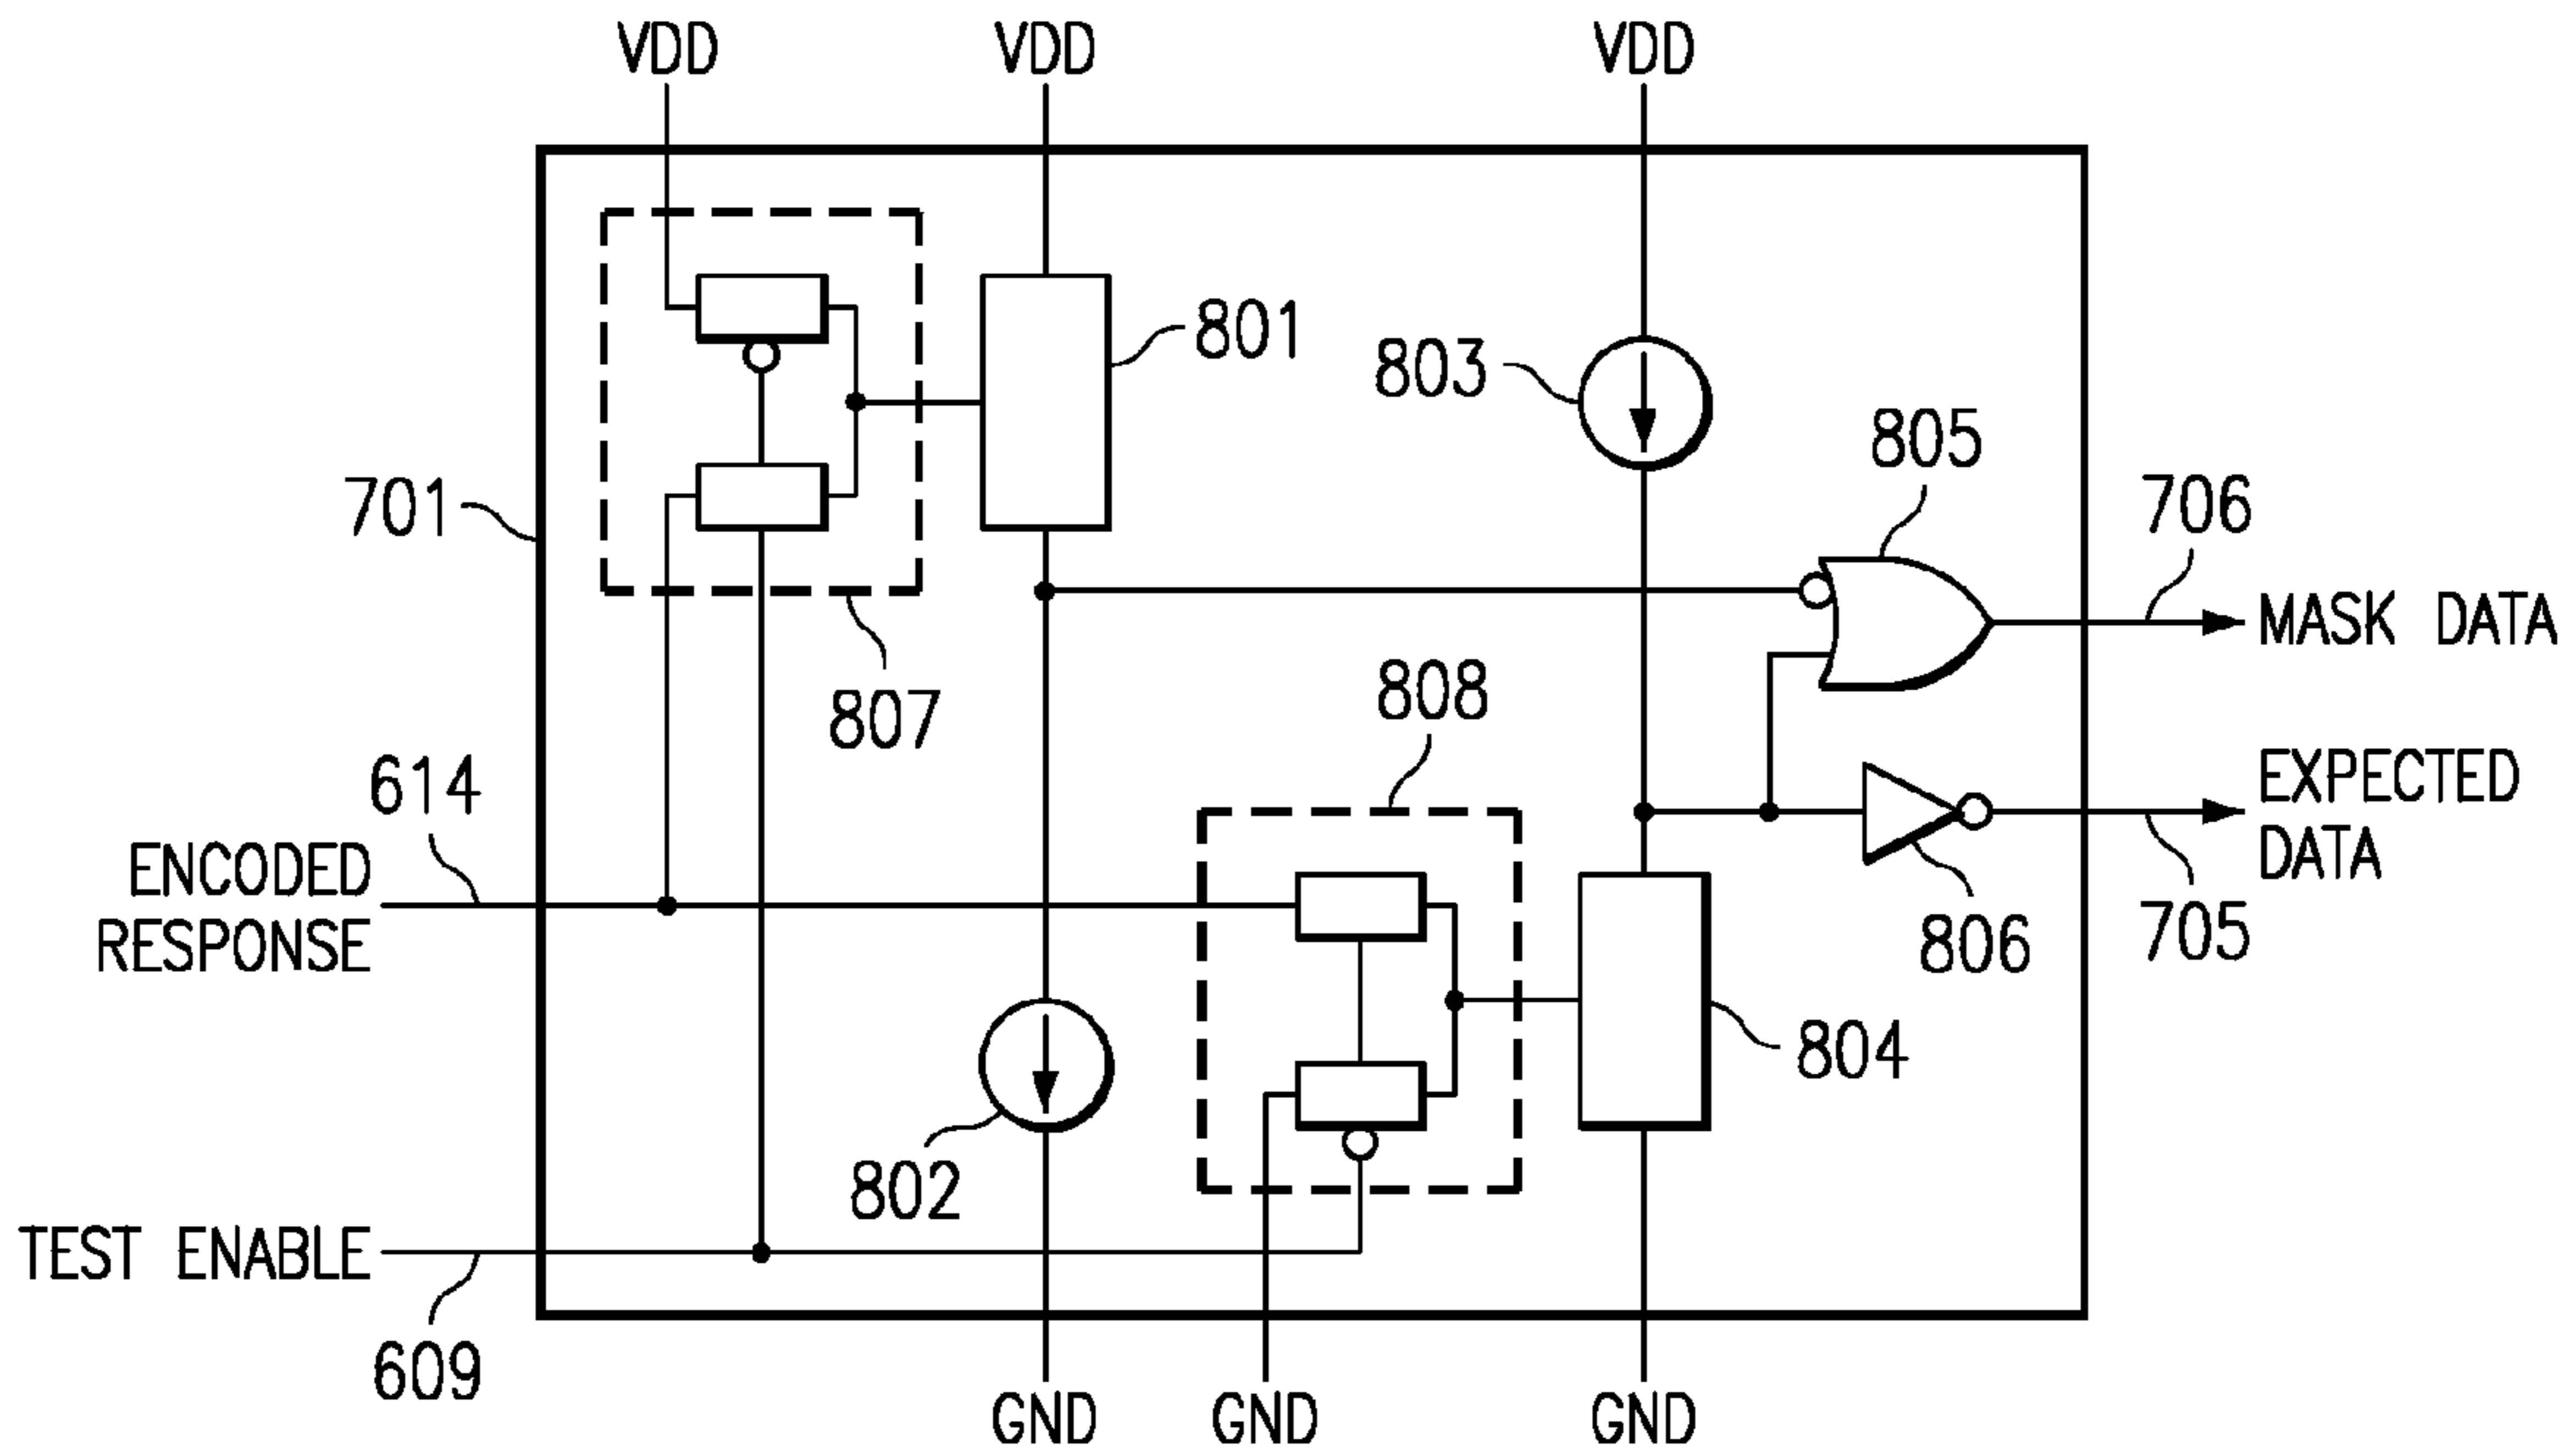 VDD
VDD
VDD
801
803
805
701
706
MASK DATA
807
808
614
ENCODED
RESPONSE
EXPECTED
DATA
705
806
804
802
TEST ENABLE
609
GND
GND
GND